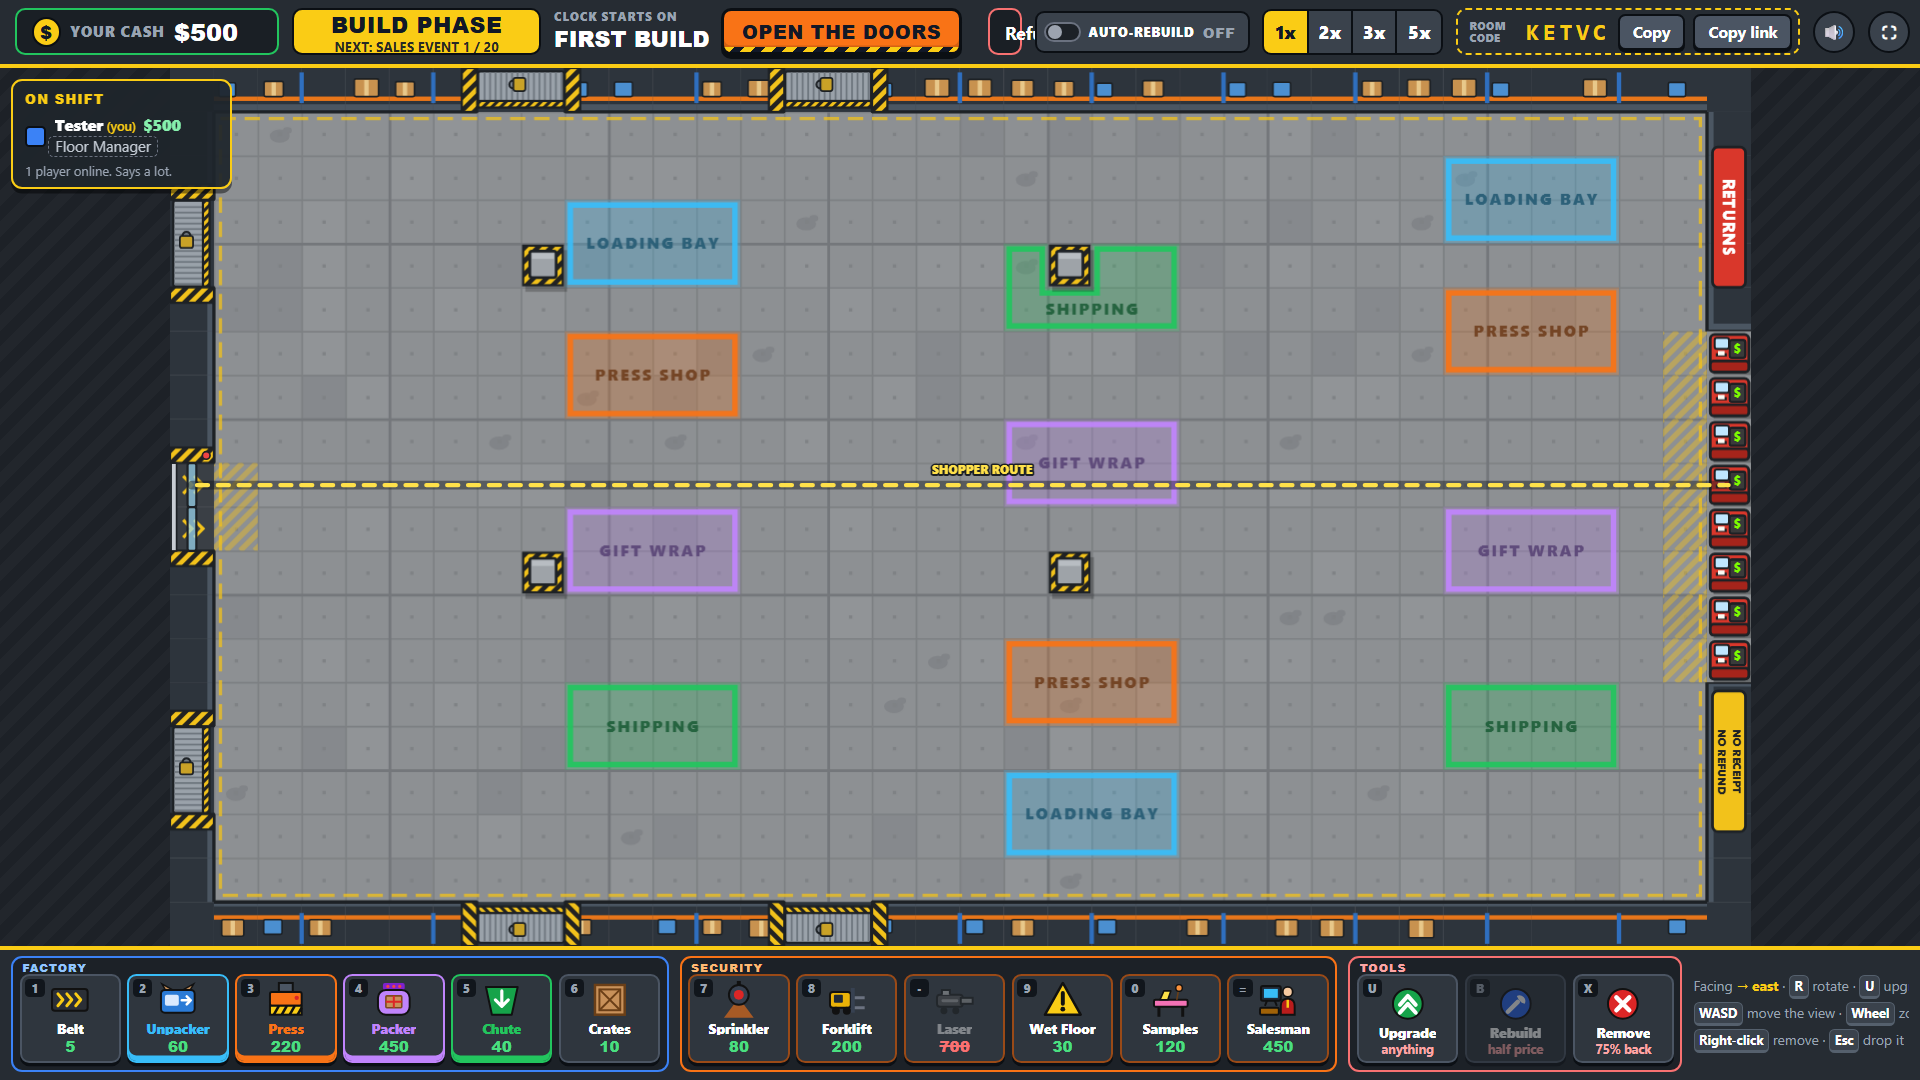 YOUR CASH $500
BUILD PHASE
NEXT: SALES EVENT 1 / 20
CLOCK STARTS ON
FIRST BUILD
OPEN THE DOORS
AUTO-REBUILD OFF
1x 2x 3x 5x
ROOM CODE KETVC
Copy
Copy link
ON SHIFT
Tester (you) $500
Floor Manager
1 player online. Says a lot.
LOADING BAY
LOADING BAY
SHIPPING
PRESS SHOP
PRESS SHOP
GIFT WRAP
SHOPPER ROUTE
GIFT WRAP
GIFT WRAP
PRESS SHOP
SHIPPING
SHIPPING
LOADING BAY
RETURNS
$
$
$
$
$
$
$
$
NO RECEIPT
NO REFUND
FACTORY
1 Belt 5
2 Unpacker 60
3 Press 220
4 Packer 450
5 Chute 40
6 Crates 10
SECURITY
7 Sprinkler 80
8 Forklift 200
- Laser 700
9 Wet Floor 30
0 Samples 120
= Salesman 450
TOOLS
U Upgrade anything
B Rebuild half price
X Remove 75% back
Facing → east · R rotate · U upg
WASD move the view · Wheel
Right-click remove · Esc drop it